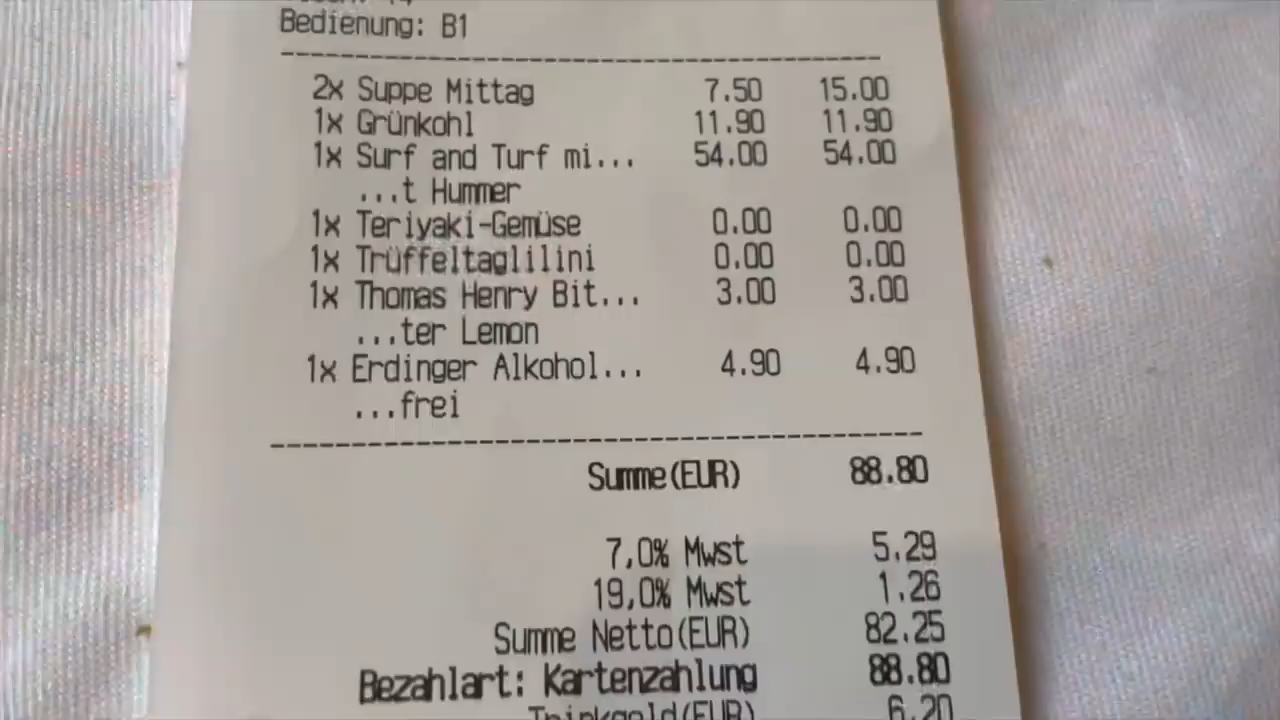 Bedienung: B1
2x Suppe Mittag 7.50 15.00
1x Grünkohl 11.90 11.90
1x Surf and Turf mi... 54.00 54.00
...t Hummer
1x Teriyaki-Gemüse 0.00 0.00
1x Trüffeltaglilini 0.00 0.00
1x Thomas Henry Bit... 3.00 3.00
...ter Lemon
1x Erdinger Alkohol... 4.90 4.90
...frei
Summe(EUR) 88.80
7,0% Mwst 5.29
19,0% Mwst 1.26
Summe Netto(EUR) 82.25
Bezahlart: Kartenzahlung 88.80
Trinkgeld(EUR) 6.20